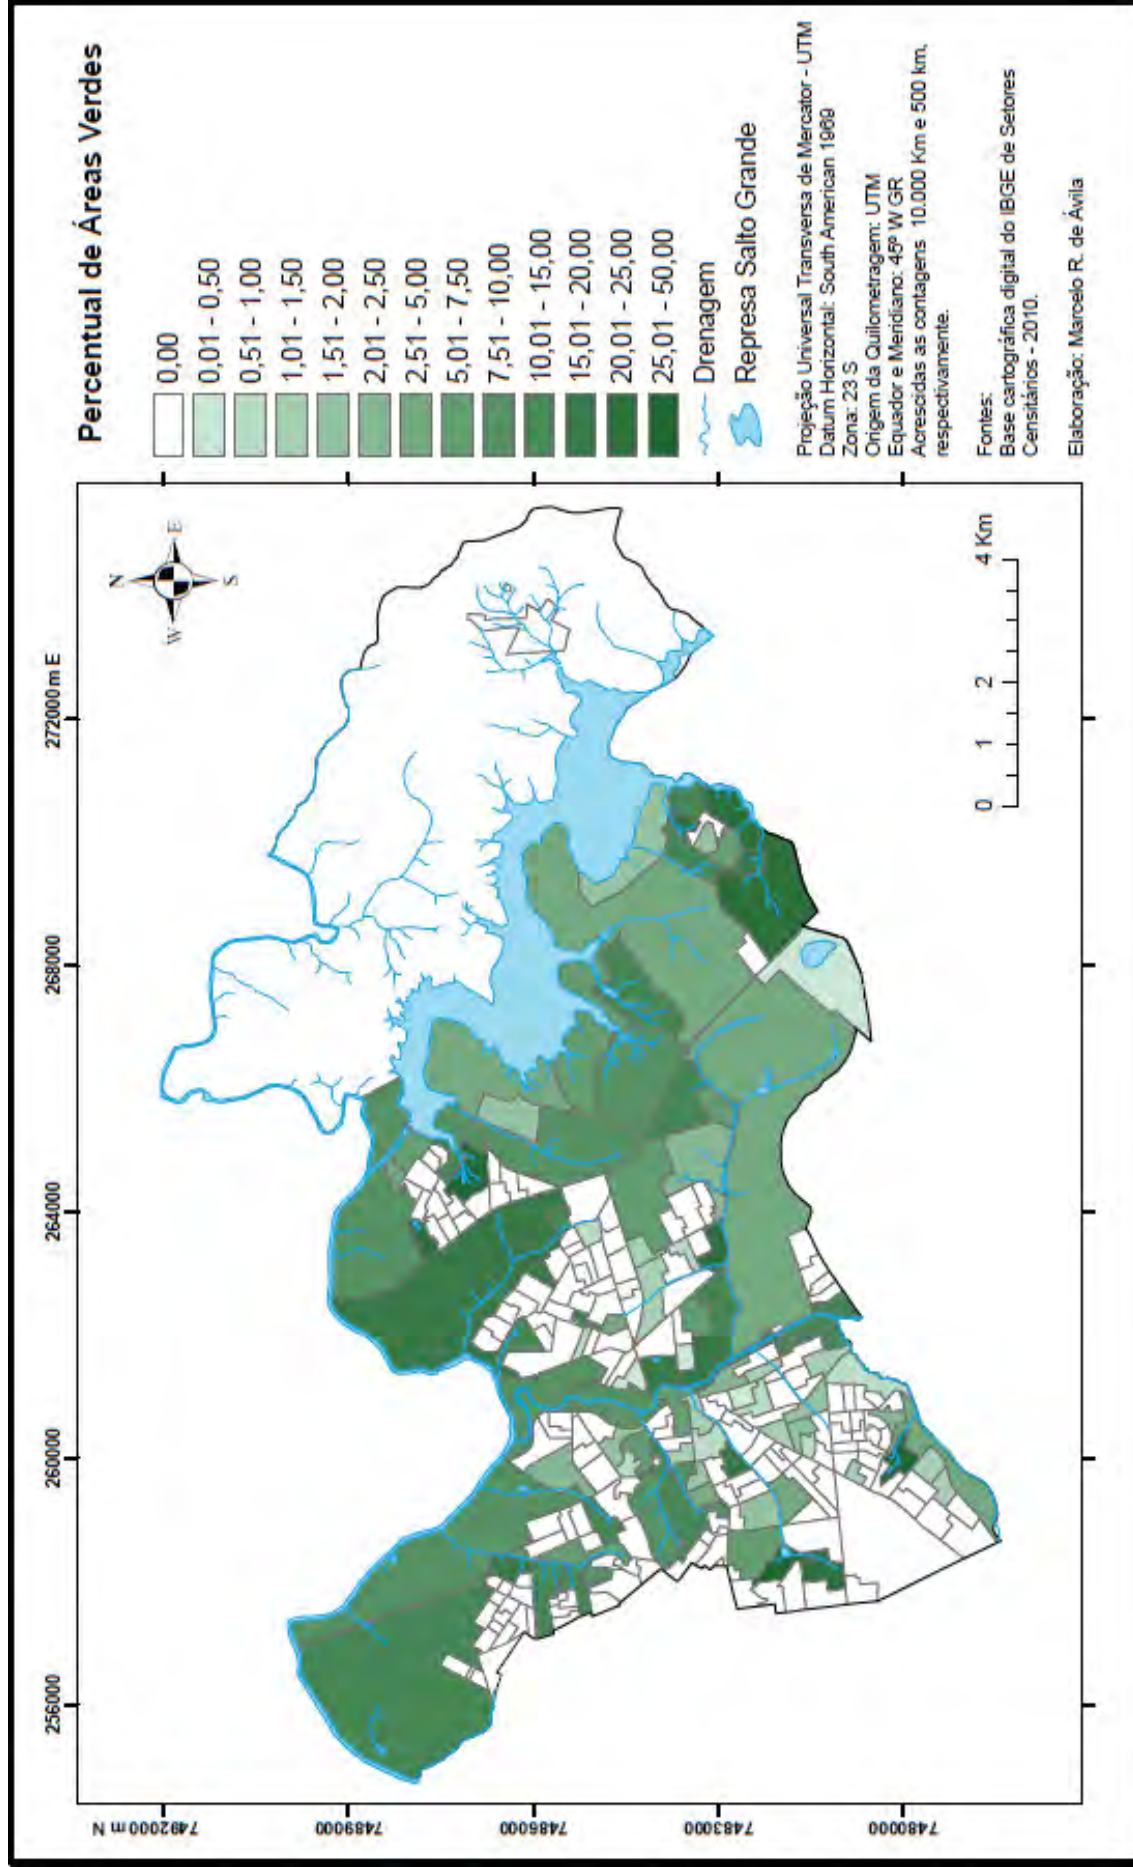 Percentual de Áreas Verdes
0,00
0,01 - 0,50
0,51 - 1,00
1,01 - 1,50
1,51 - 2,00
2,01 - 2,50
2,51 - 5,00
5,01 - 7,50
7,51 - 10,00
10,01 - 15,00
15,01 - 20,00
20,01 - 25,00
25,01 - 50,00
Drenagem
Represa Salto Grande
Projeção Universal Transversa de Mercator - UTM
Datum Horizontal: South American 1969
Zona: 23 S
Origem da Quilometragem: UTM
Equador e Meridiano: 45º W GR
Acrescidas as contagens 10.000 Km e 500 km,
respectivamente.
Fontes:
Base cartográfica digital do IBGE de Setores
Censitários - 2010.
Elaboração: Marcelo R. de Ávila
256000
260000
264000
268000
272000 m E
7492000 m N
7489000
7486000
7483000
7480000
N
W
E
S
0
1
2
4 Km